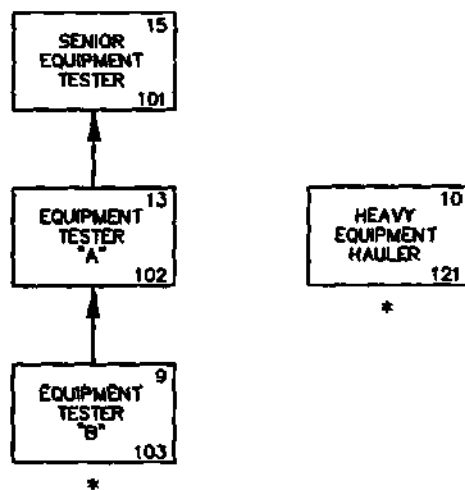 15
SENIOR
EQUIPMENT
TESTER
101
13
EQUIPMENT
TESTER
"A"
102
10
HEAVY
EQUIPMENT
HAULER
121
*
9
EQUIPMENT
TESTER
"B"
103
*